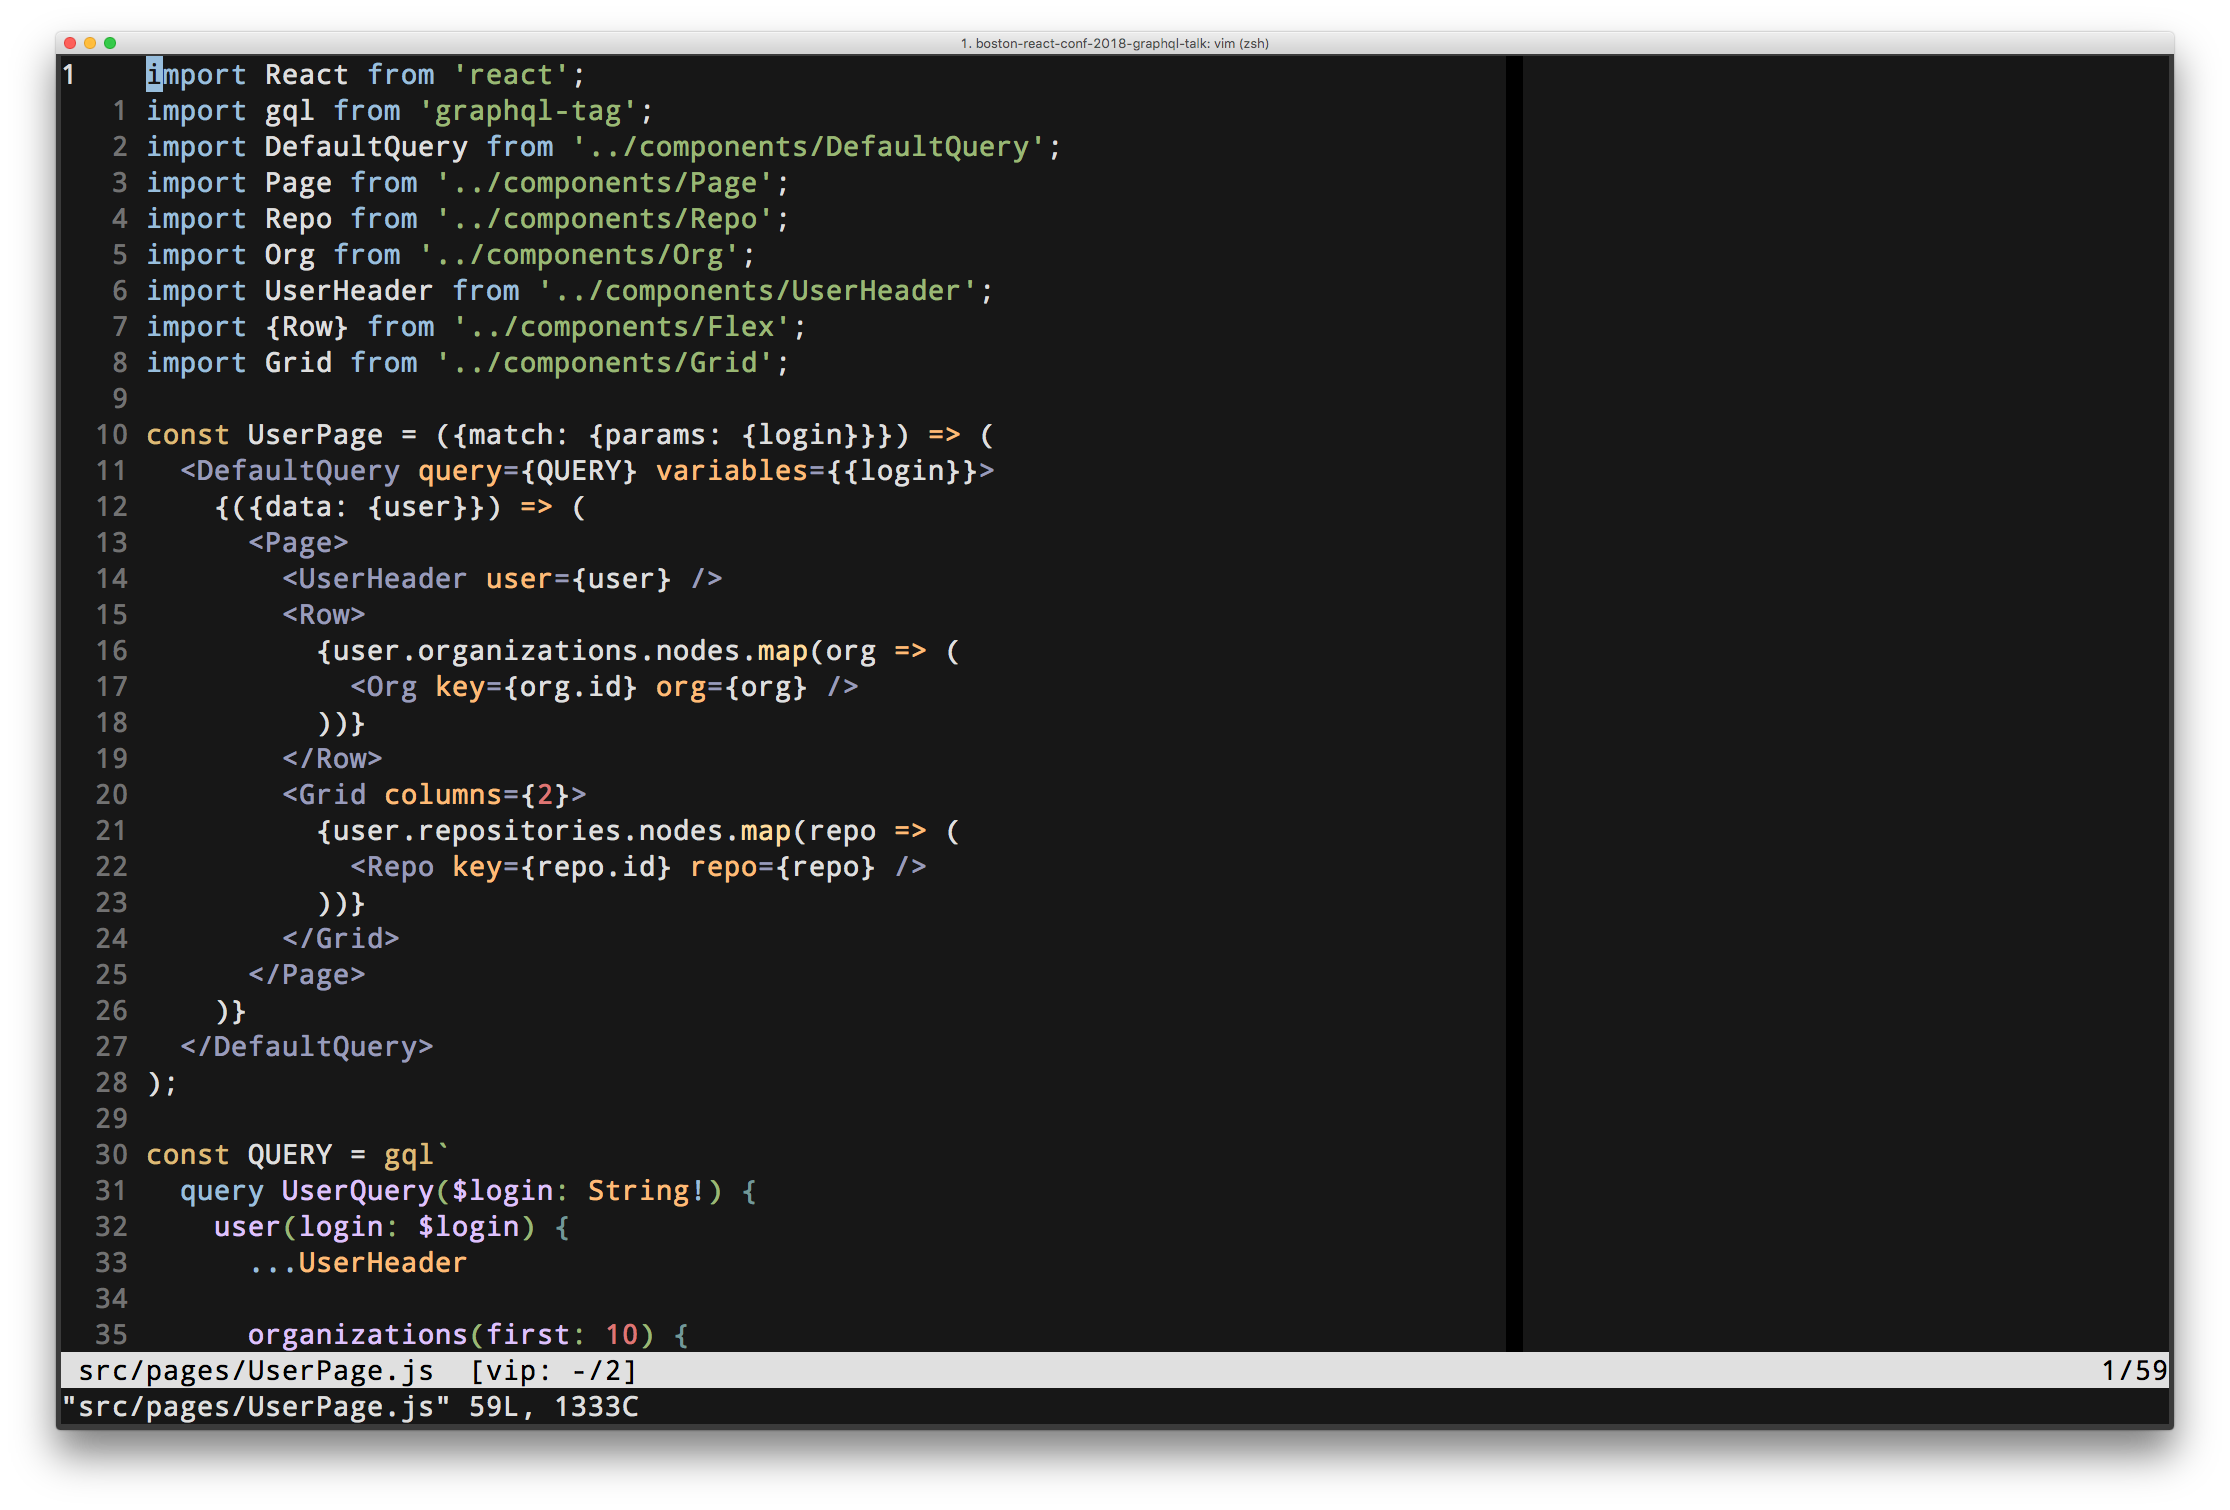 1. boston-react-conf-2018-graphql-talk: vim (zsh)
1 import React from 'react';
1 import gql from 'graphql-tag';
2 import DefaultQuery from '../components/DefaultQuery';
3 import Page from '../components/Page';
4 import Repo from '../components/Repo';
5 import Org from '../components/Org';
6 import UserHeader from '../components/UserHeader';
7 import {Row} from '../components/Flex';
8 import Grid from '../components/Grid';
9
10 const UserPage = ({match: {params: {login}}}) => (
11   <DefaultQuery query={QUERY} variables={{login}}>
12     {({data: {user}}) => (
13       <Page>
14         <UserHeader user={user} />
15         <Row>
16           {user.organizations.nodes.map(org => (
17             <Org key={org.id} org={org} />
18           ))}
19         </Row>
20         <Grid columns={2}>
21           {user.repositories.nodes.map(repo => (
22             <Repo key={repo.id} repo={repo} />
23           ))}
24         </Grid>
25       </Page>
26     )}
27   </DefaultQuery>
28 );
29
30 const QUERY = gql`
31   query UserQuery($login: String!) {
32     user(login: $login) {
33       ...UserHeader
34
35       organizations(first: 10) {
src/pages/UserPage.js  [vip: -/2] 1/59
"src/pages/UserPage.js" 59L, 1333C